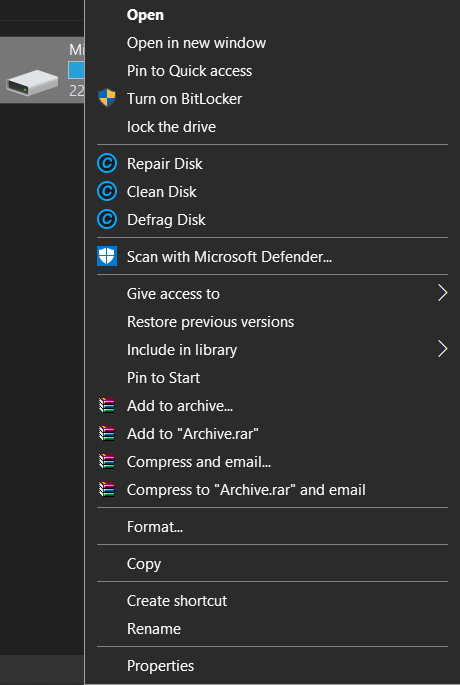 Open
Open in new window
Pin to Quick access
Turn on BitLocker
lock the drive
Mi
22
Repair Disk
Clean Disk
Defrag Disk
Scan with Microsoft Defender...
Give access to
Restore previous versions
Include in library
Pin to Start
Add to archive...
Add to "Archive.rar"
Compress and email...
Compress to "Archive.rar" and email
Format...
Copy
Create shortcut
Rename
Properties